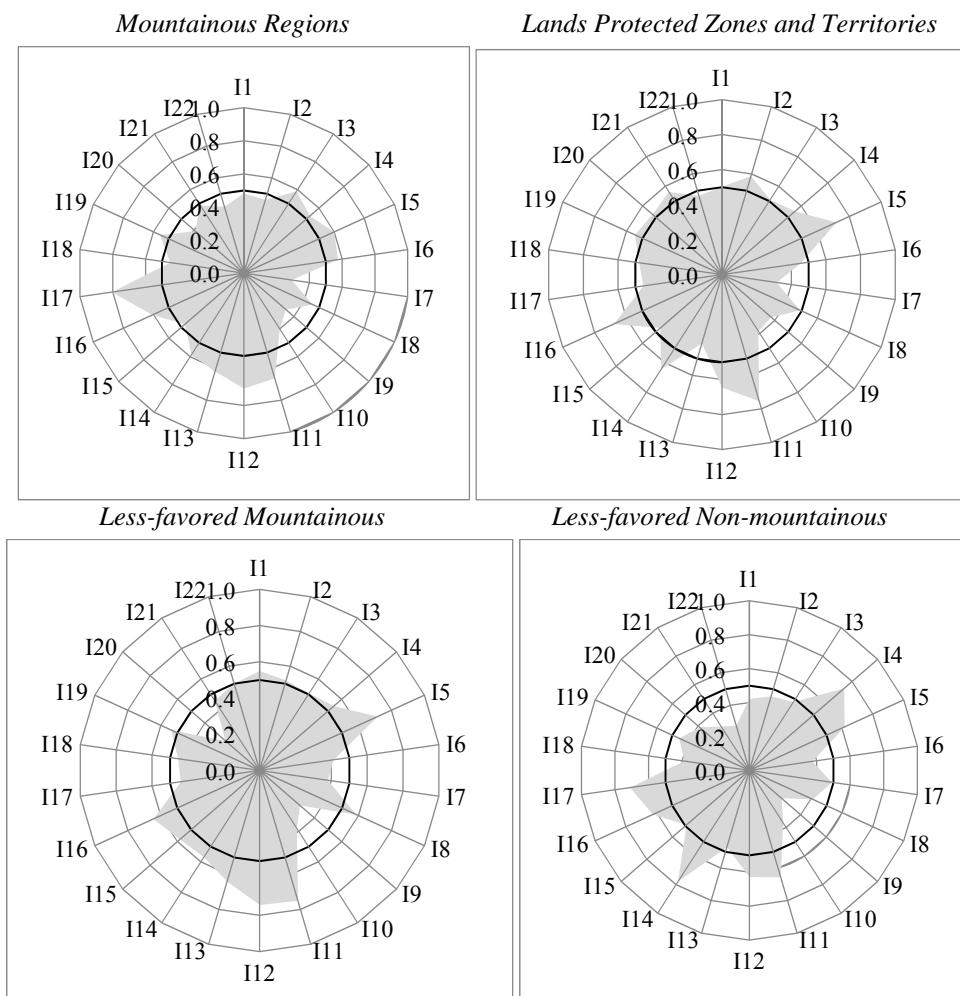 Mountainous Regions
I1
I2
I3
I4
I5
I6
I7
I8
I9
I10
I11
I12
I13
I14
I15
I16
I17
I18
I19
I20
I21
I22
1.0
0.8
0.6
0.4
0.2
0.0
Lands Protected Zones and Territories
I1
I2
I3
I4
I5
I6
I7
I8
I9
I10
I11
I12
I13
I14
I15
I16
I17
I18
I19
I20
I21
I22
1.0
0.8
0.6
0.4
0.2
0.0
Less-favored Mountainous
I1
I2
I3
I4
I5
I6
I7
I8
I9
I10
I11
I12
I13
I14
I15
I16
I17
I18
I19
I20
I21
I22
1.0
0.8
0.6
0.4
0.2
0.0
Less-favored Non-mountainous
I1
I2
I3
I4
I5
I6
I7
I8
I9
I10
I11
I12
I13
I14
I15
I16
I17
I18
I19
I20
I21
I22
1.0
0.8
0.6
0.4
0.2
0.0